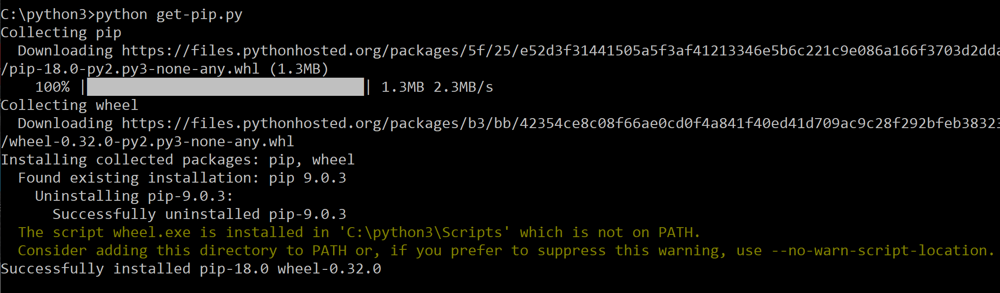 C:\python3>python get-pip.py
Collecting pip
  Downloading https://files.pythonhosted.org/packages/5f/25/e52d3f31441505a5f3af41213346e5b6c221c9e086a166f3703d2dda
/pip-18.0-py2.py3-none-any.whl (1.3MB)
    100% |████████████████████████████████| 1.3MB 2.3MB/s
Collecting wheel
  Downloading https://files.pythonhosted.org/packages/b3/bb/42354ce8c08f66ae0cd0f4a841f40ed41d709ac9c28f292bfeb38323
/wheel-0.32.0-py2.py3-none-any.whl
Installing collected packages: pip, wheel
  Found existing installation: pip 9.0.3
    Uninstalling pip-9.0.3:
      Successfully uninstalled pip-9.0.3
  The script wheel.exe is installed in 'C:\python3\Scripts' which is not on PATH.
  Consider adding this directory to PATH or, if you prefer to suppress this warning, use --no-warn-script-location.
Successfully installed pip-18.0 wheel-0.32.0